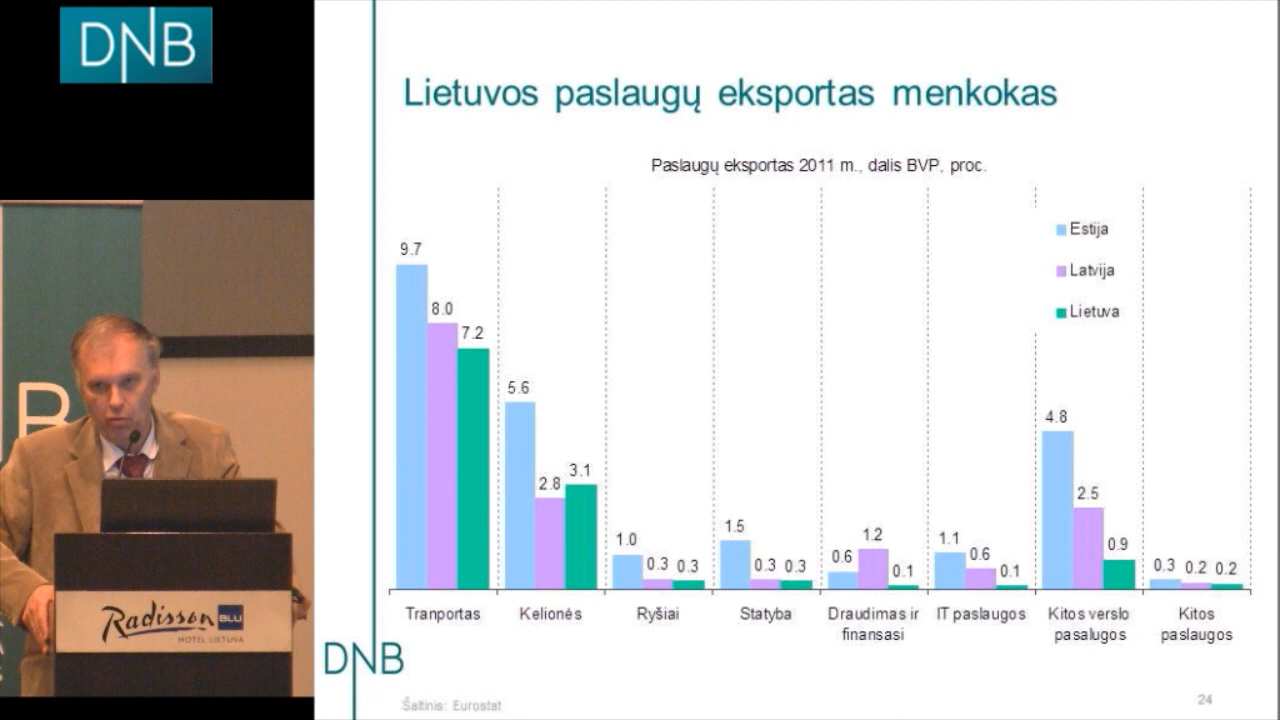 DNB
Lietuvos paslaugų eksportas menkokas
Paslaugų eksportas 2011 m., dalis BVP, proc.
Estija
Latvija
Lietuva
9.7
8.0
7.2
5.6
2.8
3.1
1.0
0.3
0.3
1.5
0.3
0.3
0.6
1.2
0.1
1.1
0.6
0.1
4.8
2.5
0.9
0.3
0.2
0.2
Tranportas
Kelionės
Ryšiai
Statyba
Draudimas ir
finansasi
IT paslaugos
Kitos verslo
pasalugos
Kitos
paslaugos
B
Radisson BLU
HOTEL LIETUVA
DNB
Šaltinis: Eurostat
24